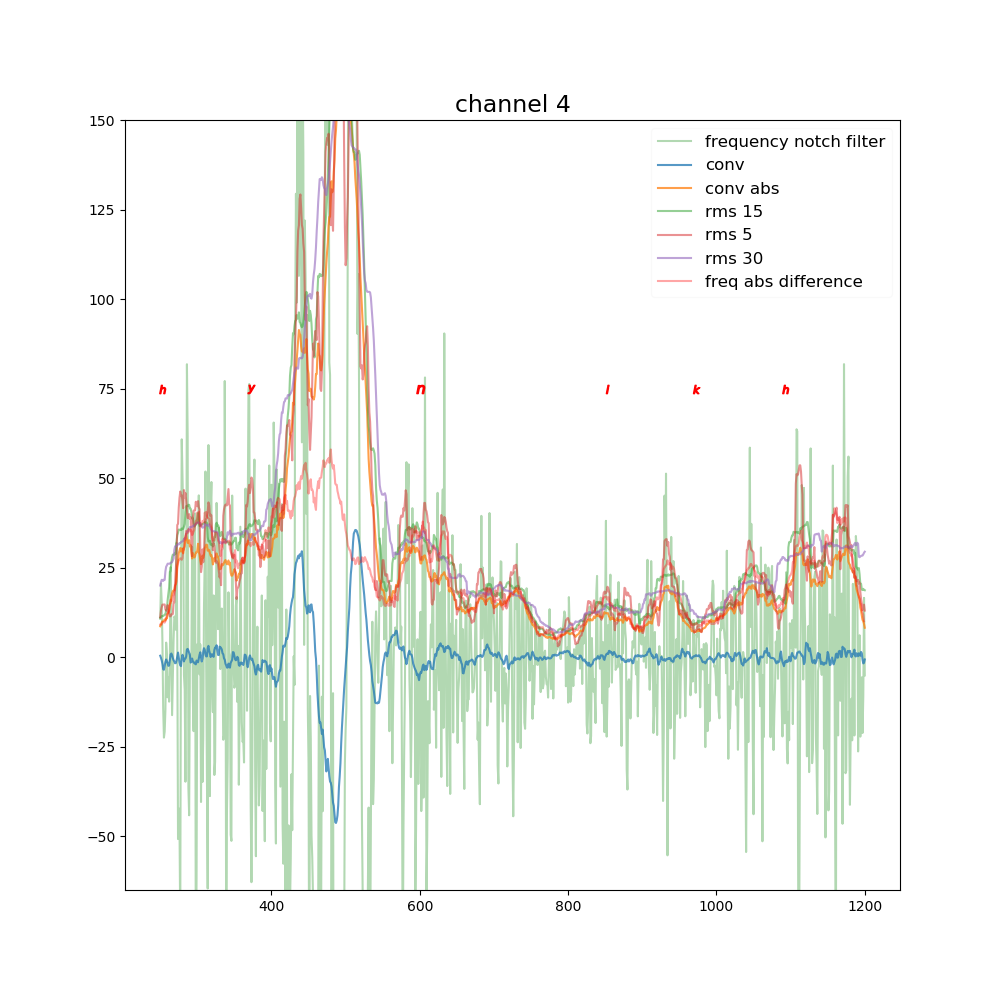 channel 4
150
125
100
75
50
25
0
−25
−50
frequency notch filter
conv
conv abs
rms 15
rms 5
rms 30
freq abs difference
h y n l k h
400 600 800 1000 1200